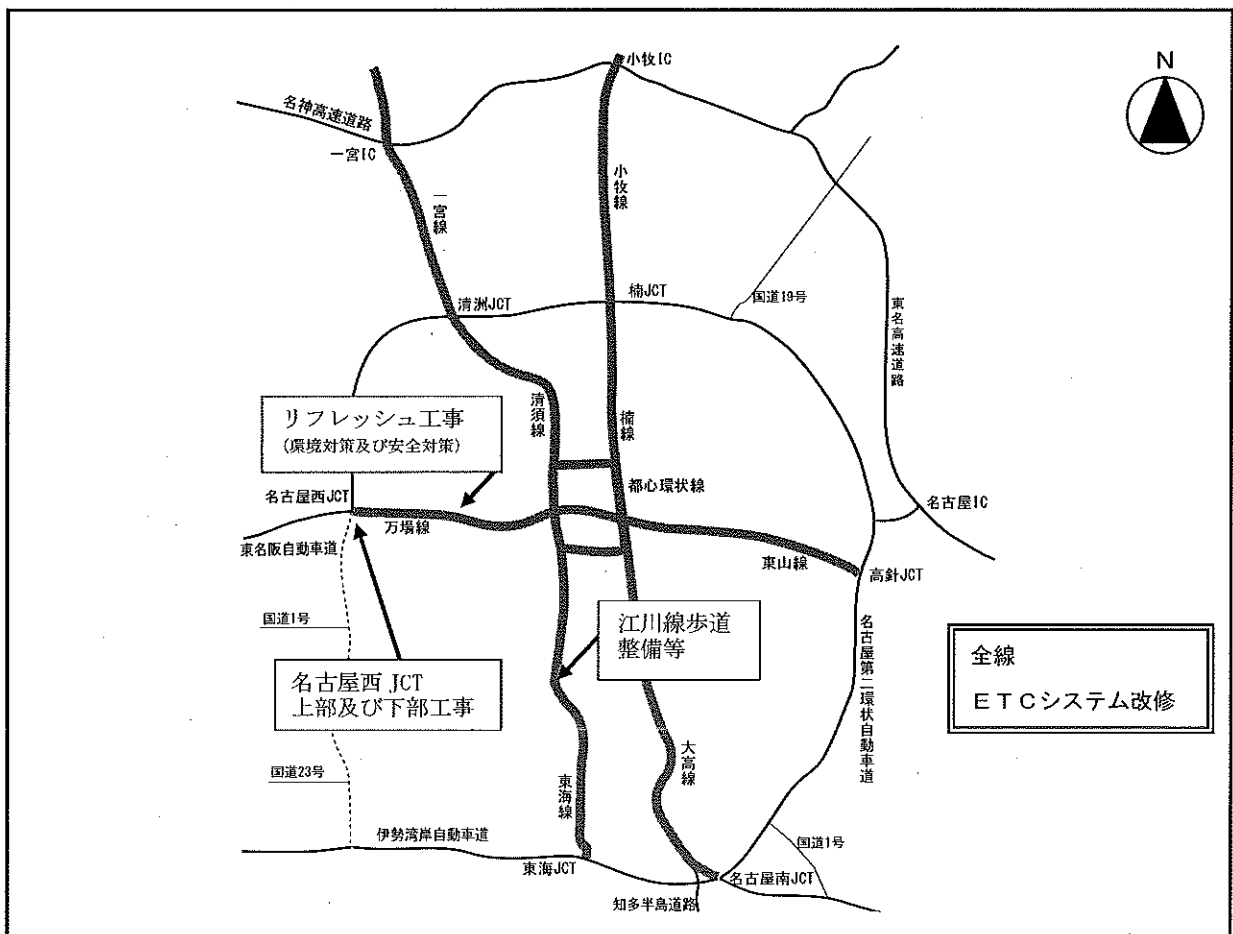 小牧IC
N
名神高速道路
一宮IC
一宮線
小牧線
清洲JCT
楠JCT
国道19号
東名高速道路
リフレッシュ工事
(環境対策及び安全対策)
清須線
楠線
都心環状線
名古屋西JCT
万場線
名古屋IC
東名阪自動車道
東山線
高針JCT
国道1号
江川線歩道
整備等
名古屋第二環状自動車道
全線
ETCシステム改修
名古屋西 JCT
上部及び下部工事
大高線
国道23号
東海線
伊勢湾岸自動車道
国道1号
東海JCT
名古屋南JCT
知多半島道路